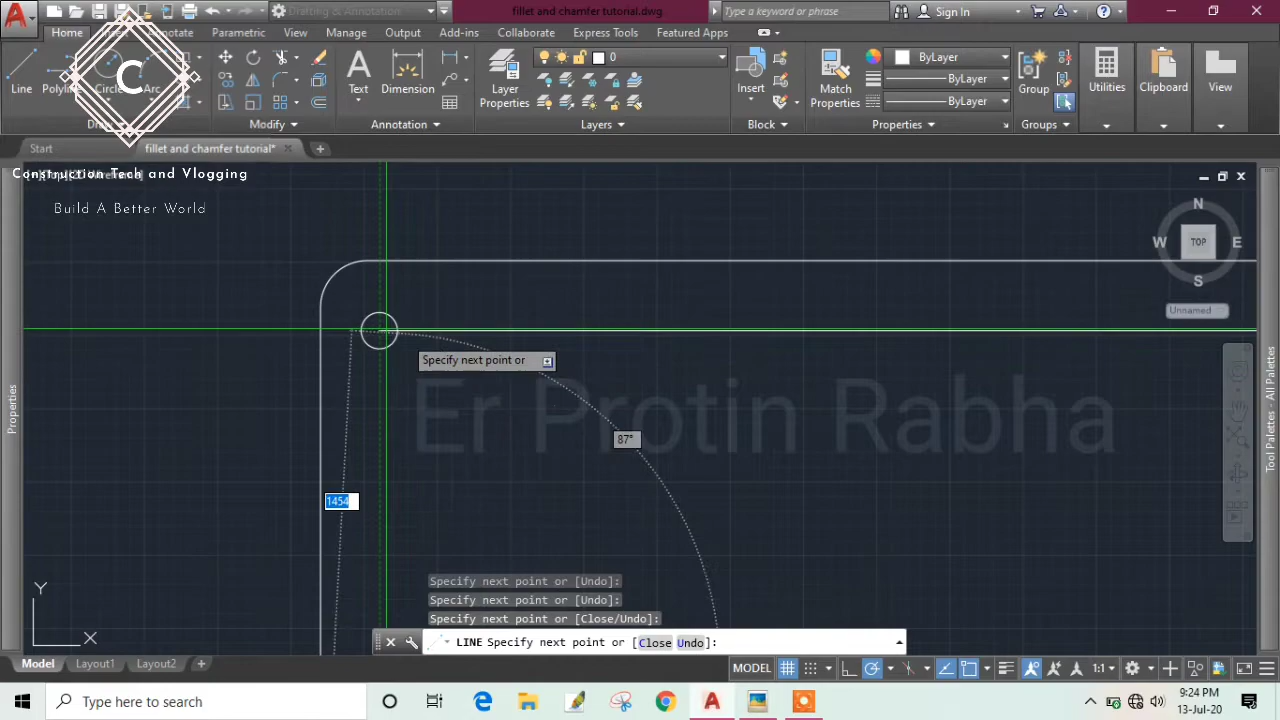 Drafting & Annotation
fillet and chamfer tutorial.dwg
Type a keyword or phrase
Sign In
Home
Parametric
View
Manage
Output
Add-ins
Collaborate
Express Tools
Featured Apps
Line
Polyline
Circle
Arc
Modify
Text
Dimension
Annotation
Layer Properties
0
Layers
Insert
Block
Match Properties
ByLayer
ByLayer
ByLayer
Properties
Group
Groups
Utilities
Clipboard
View
C
Start
fillet and chamfer tutorial*
Construction Tech and Vlogging
Build A Better World
N
W
TOP
E
S
Unnamed
Properties
Tool Palettes - All Palettes
Specify next point or
Er Protin Rabha
87°
1454
Specify next point or [Undo]:
Specify next point or [Undo]:
Specify next point or [Close/Undo]:
LINE Specify next point or [Close Undo]:
Y
X
Model
Layout1
Layout2
MODEL
1:1
Type here to search
9:24 PM
13-Jul-20